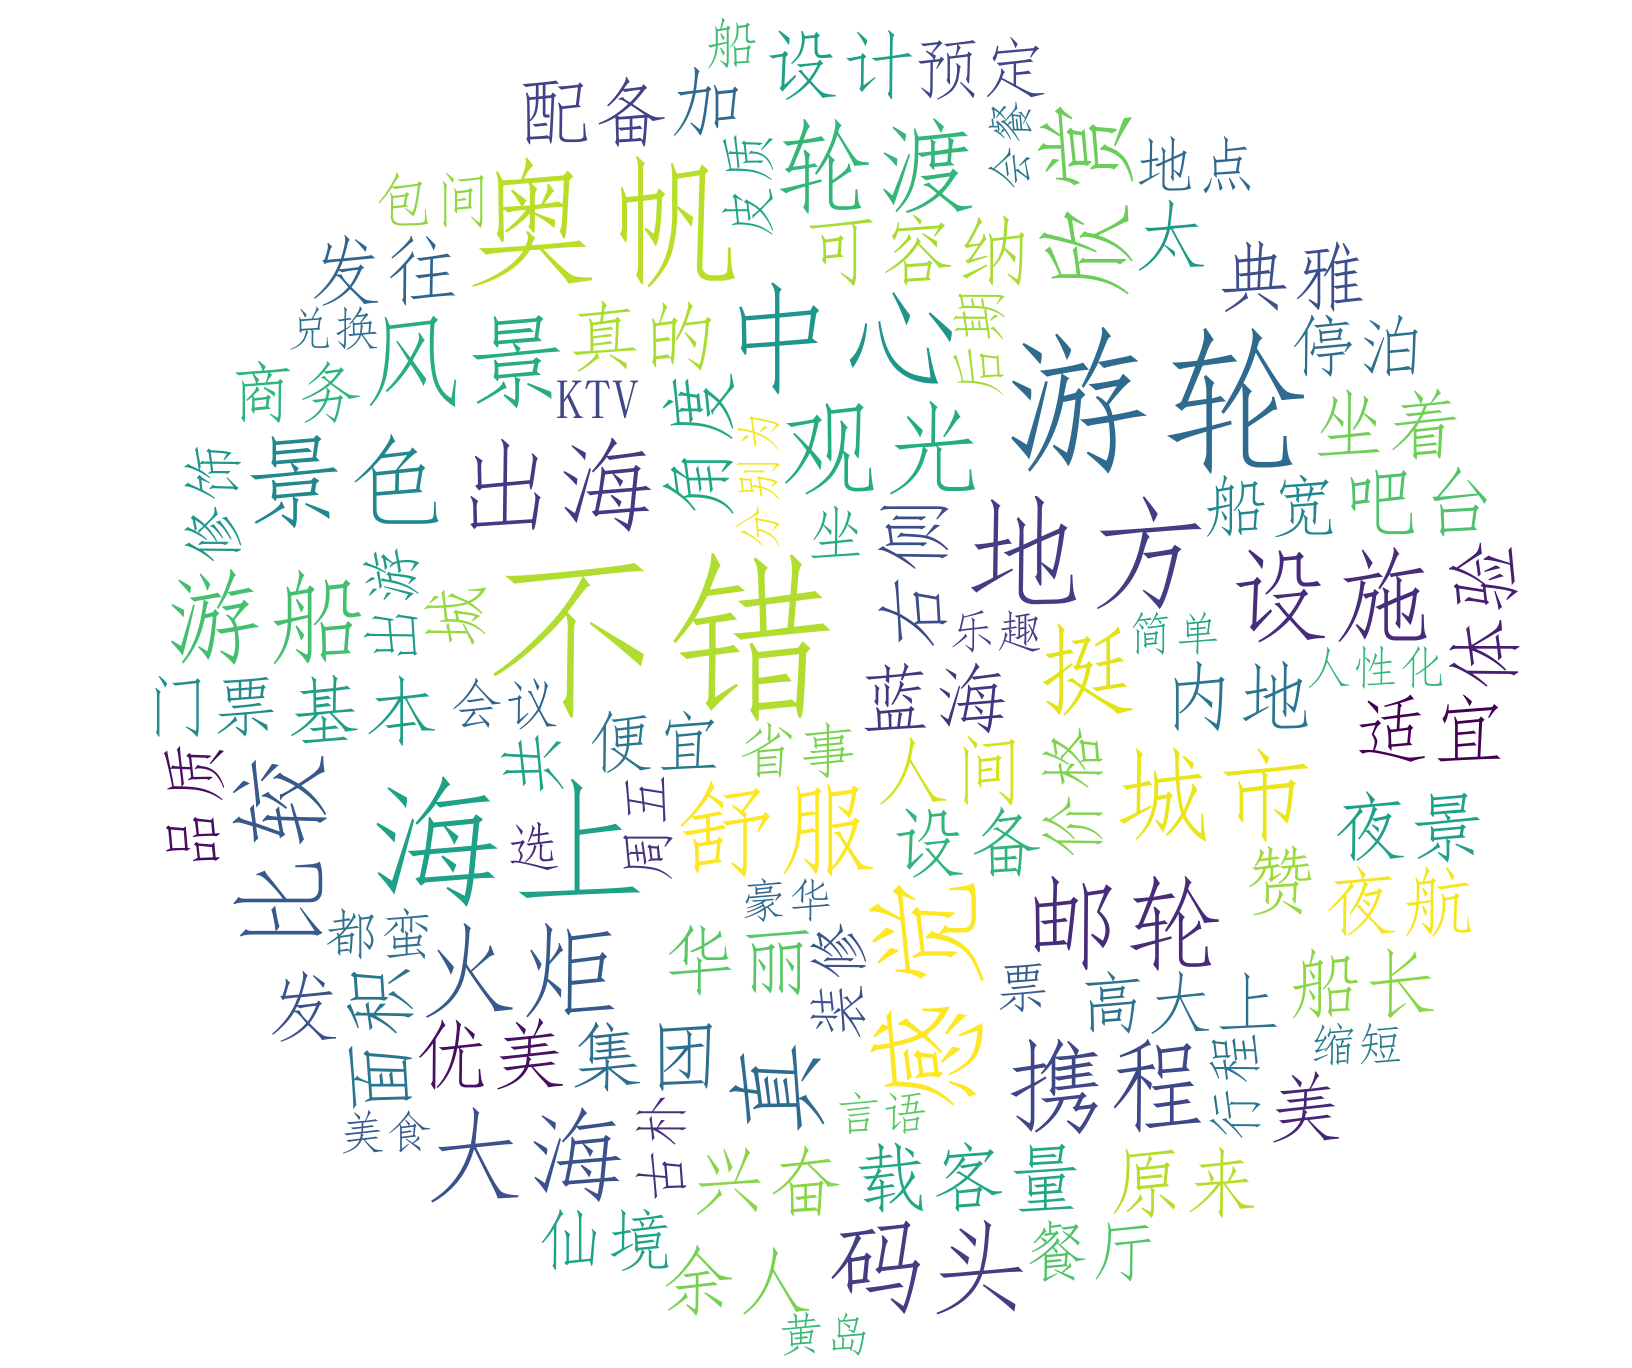 船
设计
预定
配备
加
皮质
轮渡
会餐
欣赏
地点
包间
奥帆
可容纳
太
发往
典雅
兑换
风景
真的
中心
后期
停泊
商务
KTV
角度
观光
游轮
坐着
修饰
景色
出海
分别为
坐
右侧
地方
船宽
吧台
游船
出游
城
不错
乐趣
挺
简单
设施
体验
门票
基本
会议
蓝海
内地
人性化
适宜
品质
比较
共
便宜
省事
人间
价格
城市
海上
选
周五
舒服
设备
夜景
都蛮
火炬
豪华
华丽
装修
感觉
邮轮
赞
夜航
发
面积
优美
集团
真
票
高大上
船长
美食
大海
古朴
言语
携程
行程
缩短
美
兴奋
载客量
原来
仙境
余人
码头
餐厅
黄岛